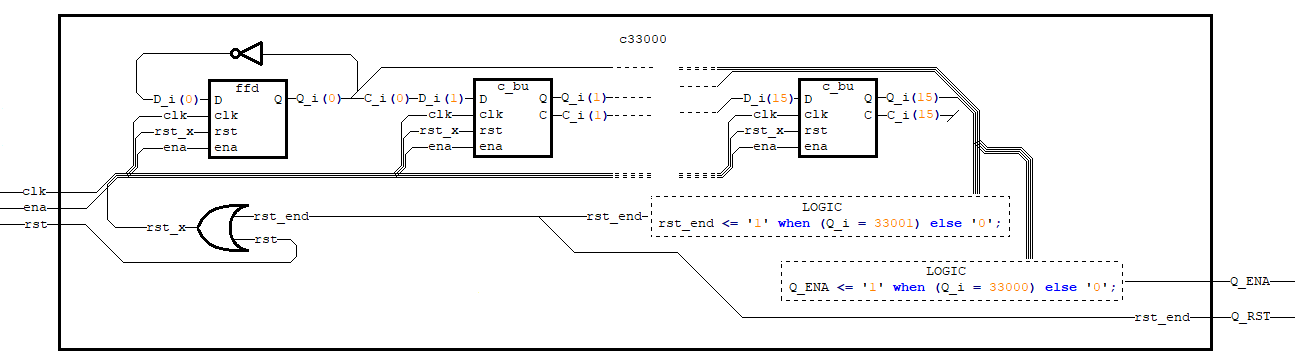 c33000
ffd
D_i(0) D Q Q_i(0) C_i(0) D_i(1)
clk clk
rst_x rst
ena ena
c_bu
D Q Q_i(1)
clk clk C C_i(1)
rst_x rst
ena ena
c_bu
D_i(15) D Q Q_i(15)
clk clk C C_i(15)
rst_x rst
ena ena
clk
ena
rst
rst_x
rst_end
rst
rst_end
LOGIC
rst_end <= '1' when (Q_i = 33001) else '0';
LOGIC
Q_ENA <= '1' when (Q_i = 33000) else '0';
Q_ENA
rst_end Q_RST